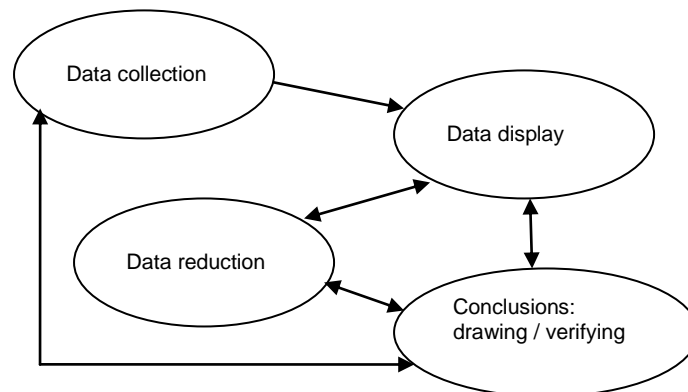 Data collection
Data display
Data reduction
Conclusions:
drawing / verifying